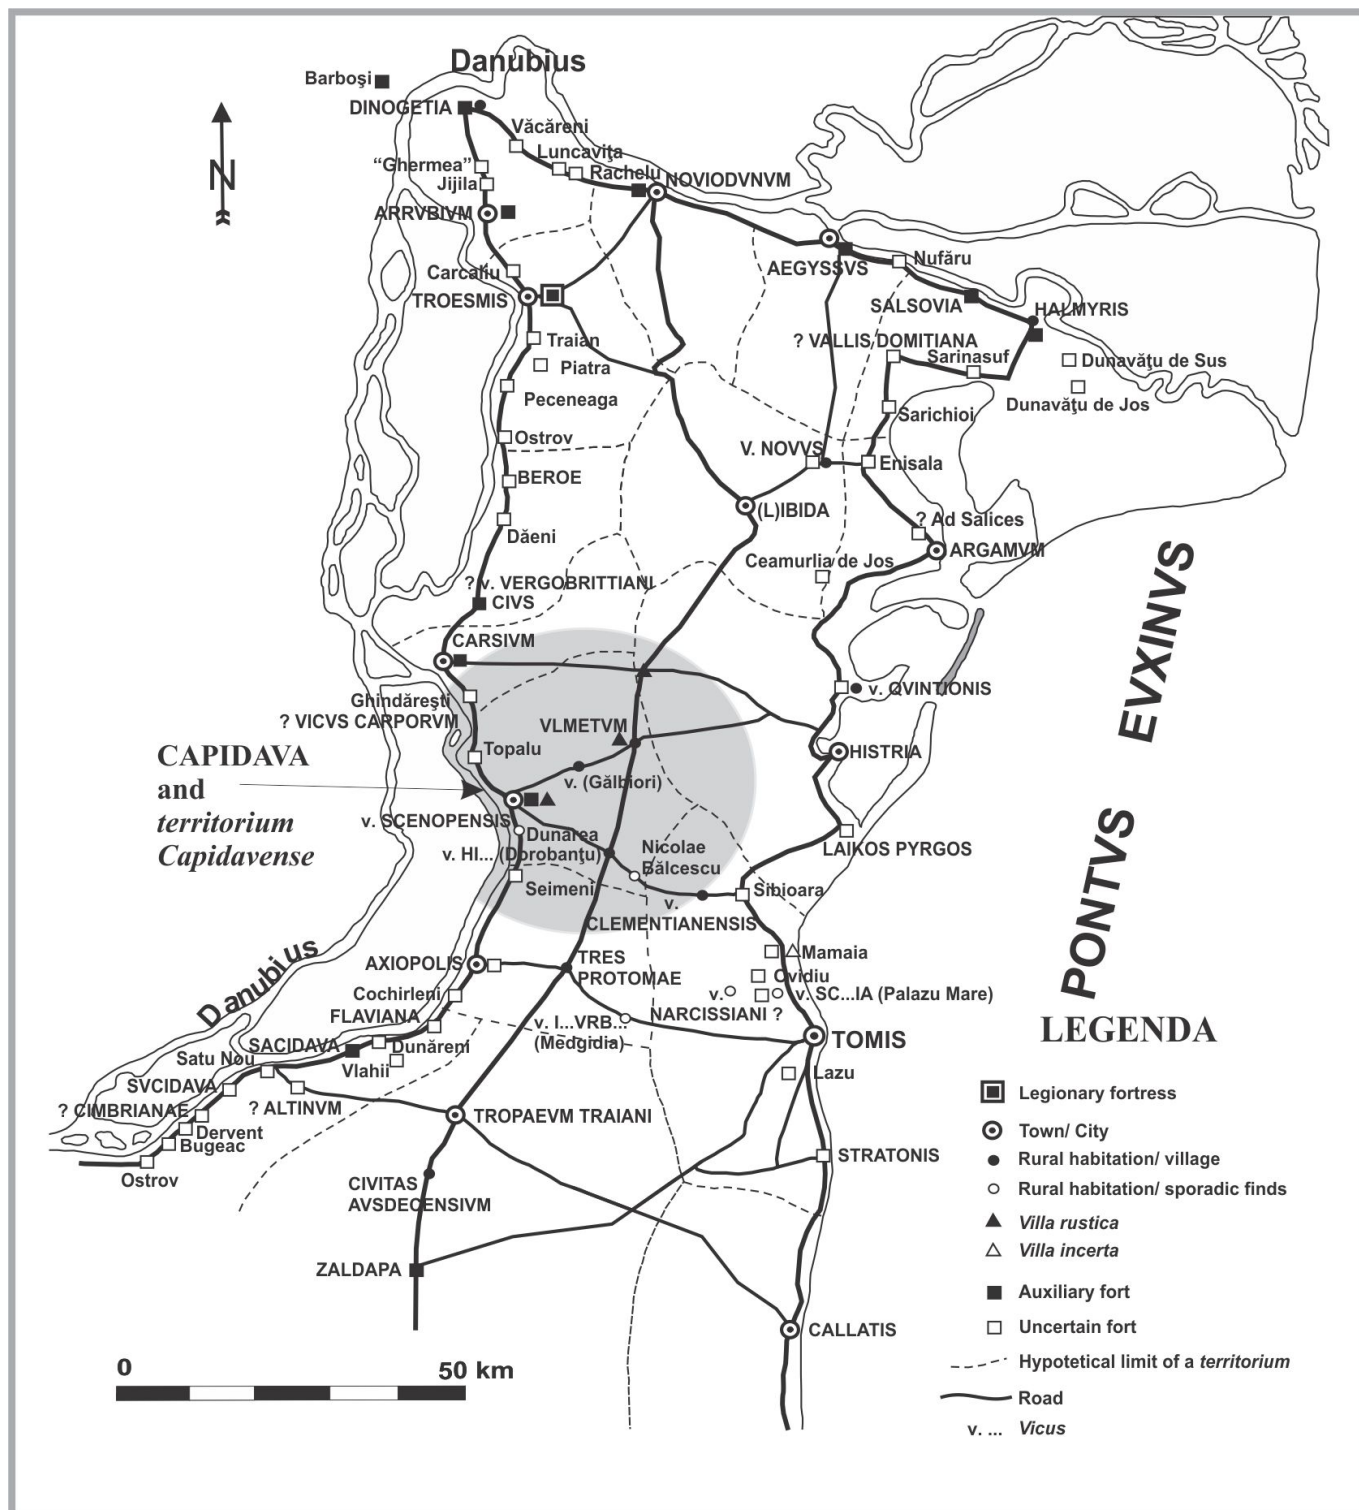 Danubius
Barboşi
DINOGETIA
Văcăreni
Luncaviţa
“Ghermea”
Rachelu
Jijila
NOVIODVNVM
N
ARRVBIVM
Carcaliu
AEGYSSVS
Nufăru
TROESMIS
SALSOVIA
HALMYRIS
Traian
? VALLIS DOMITIANA
Sarinasuf
Dunavăţu de Sus
Piatra
Peceneaga
Dunavăţu de Jos
Sarichioi
Ostrov
V. NOVVS
Enisala
BEROE
(L)IBIDA
? Ad Salices
Dăeni
ARGAMVM
Ceamurlia de Jos
? v. VERGOBRITTIANI
CIVS
CARSIVM
PONTVS EVXINVS
Ghindăreşti
v. QVINTIONIS
? VICVS CARPORVM
VLMETVM
Topalu
HISTRIA
CAPIDAVA
and
territorium
Capidavense
v. (Gălbiori)
v. SCENOPENSIS
Dunărea
v. HI... (Dorobanţu)
Nicolae
Bălcescu
LAIKOS PYRGOS
Seimeni
Sibioara
v.
CLEMENTIANENSIS
Danubius
AXIOPOLIS
TRES
PROTOMAE
Mamaia
Ovidiu
Cochirleni
v.
v. SC...IA (Palazu Mare)
NARCISSIANI ?
FLAVIANA
v. I...VRB...
(Medgidia)
LEGENDA
SACIDAVA
Dunăreni
TOMIS
Satu Nou
Vlahii
Lazu
SVCIDAVA
Legionary fortress
? CIMBRIANAE
? ALTINVM
TROPAEVM TRAIANI
Dervent
Town/ City
Bugeac
STRATONIS
Rural habitation/ village
Ostrov
CIVITAS
AVSDECENSIVM
Rural habitation/ sporadic finds
Villa rustica
Villa incerta
ZALDAPA
Auxiliary fort
CALLATIS
Uncertain fort
0 50 km
Hypotetical limit of a territorium
Road
v. ... Vicus